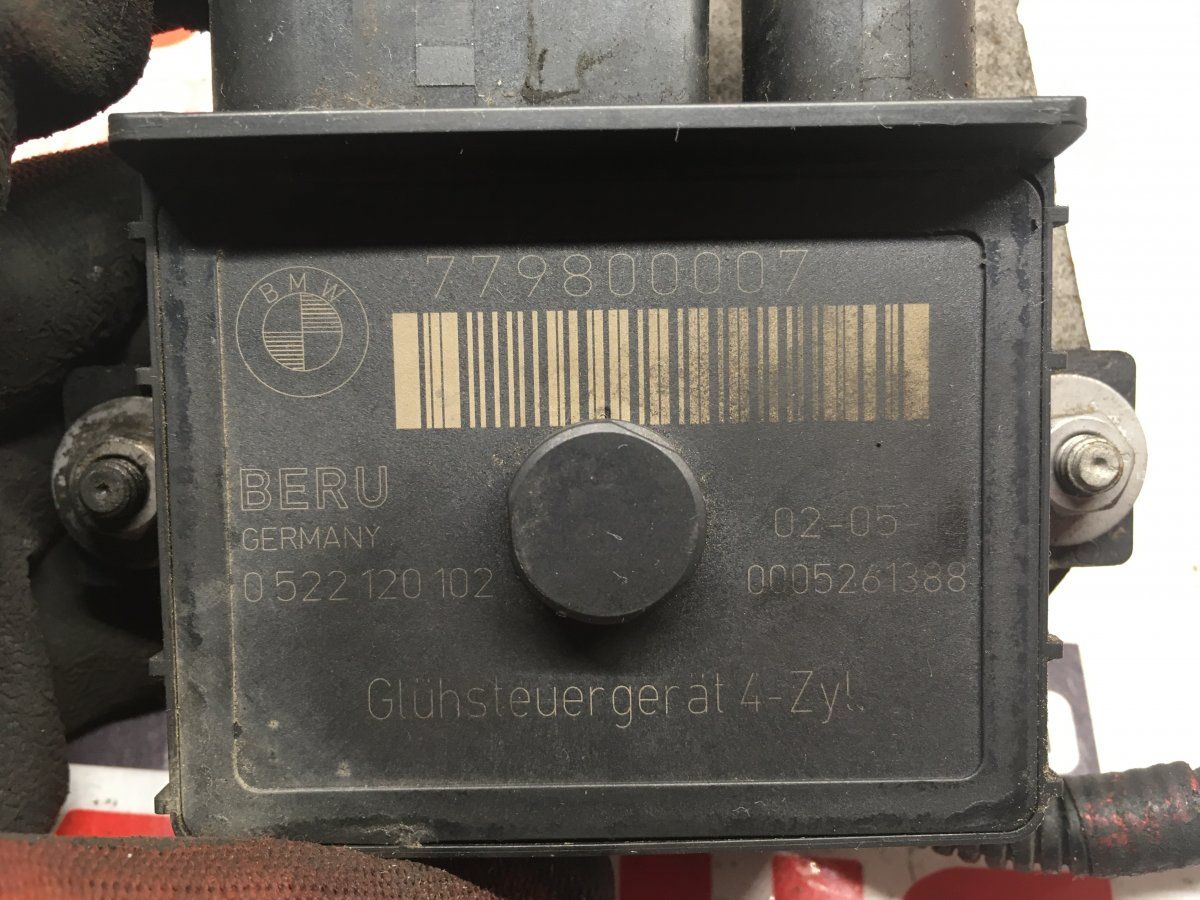 779800007
BMW
BERU
GERMANY
02-05
0 522 120 102
0005261388
Glühsteuergerät 4-Zyl.